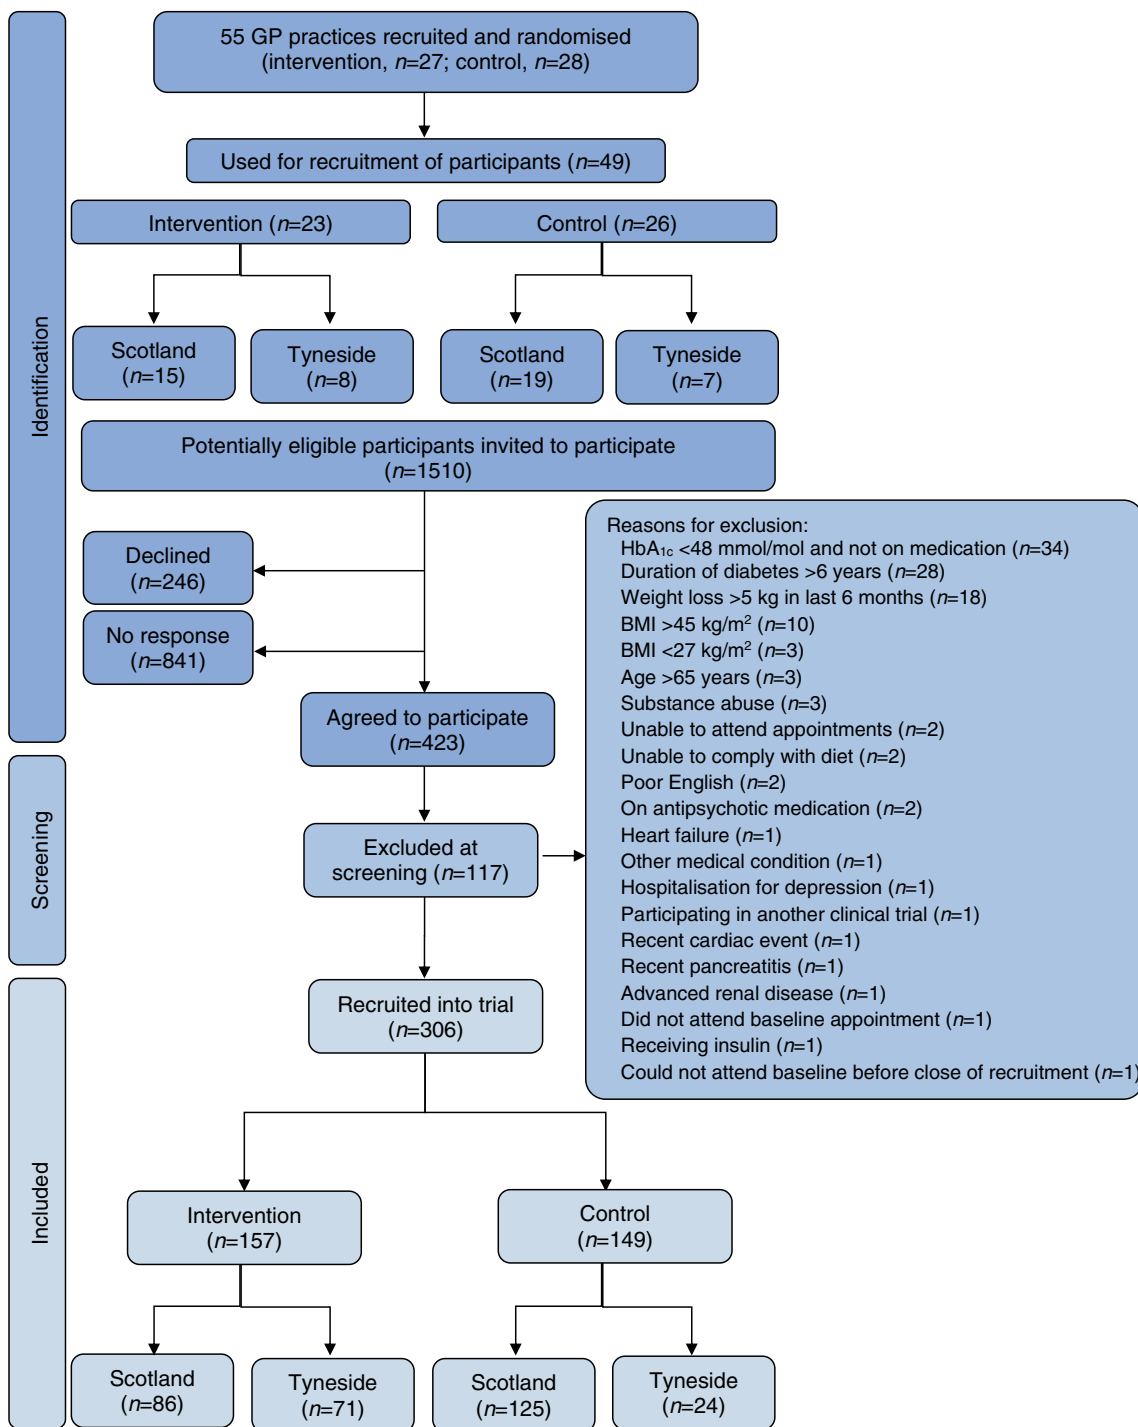 55 GP practices recruited and randomised
(intervention, n=27; control, n=28)
Used for recruitment of participants (n=49)
Intervention (n=23)
Control (n=26)
Scotland
(n=15)
Tyneside
(n=8)
Scotland
(n=19)
Tyneside
(n=7)
Identification
Potentially eligible participants invited to participate
(n=1510)
Declined
(n=246)
No response
(n=841)
Agreed to participate
(n=423)
Screening
Excluded at
screening (n=117)
Reasons for exclusion:
HbA1c <48 mmol/mol and not on medication (n=34)
Duration of diabetes >6 years (n=28)
Weight loss >5 kg in last 6 months (n=18)
BMI >45 kg/m² (n=10)
BMI <27 kg/m² (n=3)
Age >65 years (n=3)
Substance abuse (n=3)
Unable to attend appointments (n=2)
Unable to comply with diet (n=2)
Poor English (n=2)
On antipsychotic medication (n=2)
Heart failure (n=1)
Other medical condition (n=1)
Hospitalisation for depression (n=1)
Participating in another clinical trial (n=1)
Recent cardiac event (n=1)
Recent pancreatitis (n=1)
Advanced renal disease (n=1)
Did not attend baseline appointment (n=1)
Receiving insulin (n=1)
Could not attend baseline before close of recruitment (n=1)
Included
Recruited into trial
(n=306)
Intervention
(n=157)
Control
(n=149)
Scotland
(n=86)
Tyneside
(n=71)
Scotland
(n=125)
Tyneside
(n=24)